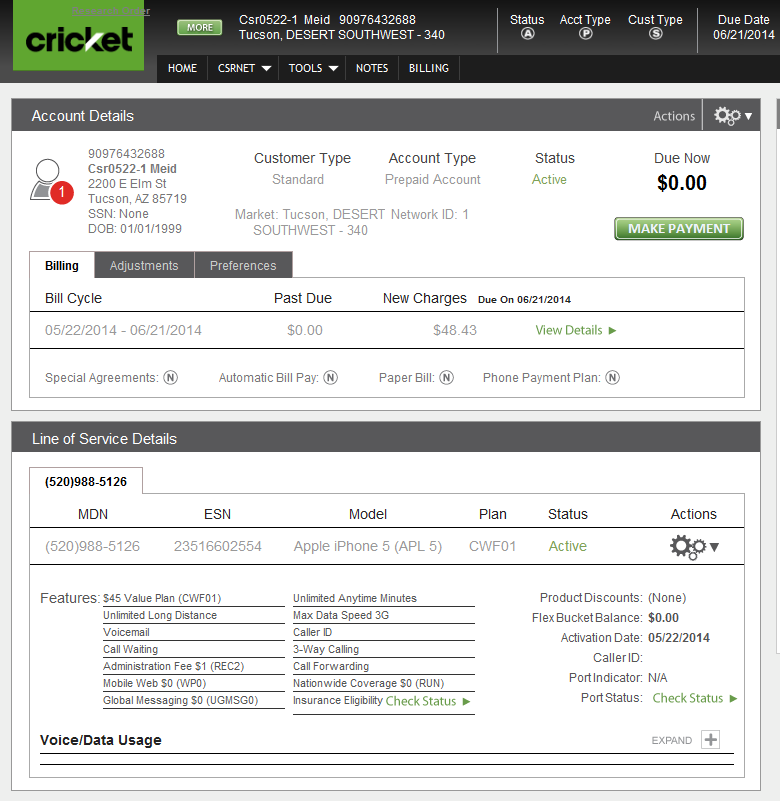 cricket
MORE
Csr0522-1 Meid 90976432688
Tucson, DESERT SOUTHWEST - 340
Status Acct Type Cust Type Due Date
A P S 06/21/2014
HOME CSRNET TOOLS NOTES BILLING
Account Details Actions
1
90976432688
Csr0522-1 Meid
2200 E Elm St
Tucson, AZ 85719
SSN: None
DOB: 01/01/1999
Customer Type Account Type Status Due Now
Standard Prepaid Account Active $0.00
Market: Tucson, DESERT Network ID: 1
SOUTHWEST - 340
MAKE PAYMENT
Billing Adjustments Preferences
Bill Cycle Past Due New Charges Due On 06/21/2014
05/22/2014 - 06/21/2014 $0.00 $48.43 View Details
Special Agreements: N Automatic Bill Pay: N Paper Bill: N Phone Payment Plan: N
Line of Service Details
(520)988-5126
MDN ESN Model Plan Status Actions
(520)988-5126 23516602554 Apple iPhone 5 (APL 5) CWF01 Active
Features: $45 Value Plan (CWF01) Unlimited Anytime Minutes Product Discounts: (None)
Unlimited Long Distance Max Data Speed 3G Flex Bucket Balance: $0.00
Voicemail Caller ID Activation Date: 05/22/2014
Call Waiting 3-Way Calling Caller ID:
Administration Fee $1 (REC2) Call Forwarding Port Indicator: N/A
Mobile Web $0 (WP0) Nationwide Coverage $0 (RUN) Port Status: Check Status
Global Messaging $0 (UGMSG0) Insurance Eligibility Check Status
Voice/Data Usage EXPAND